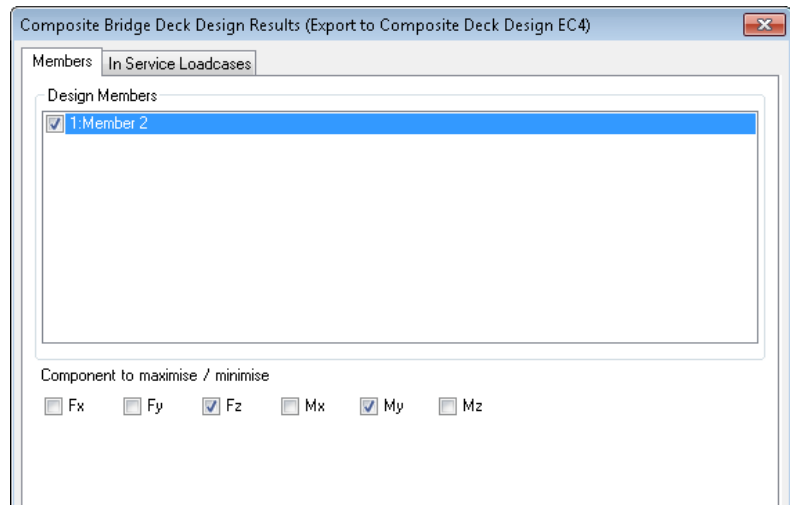 Composite Bridge Deck Design Results (Export to Composite Deck Design EC4)
Members In Service Loadcases
Design Members
1:Member 2
Component to maximise / minimise
Fx Fy Fz Mx My Mz